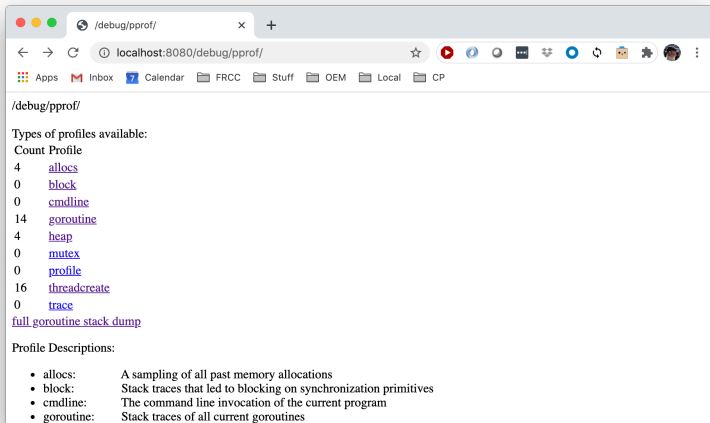 /debug/pprof/
localhost:8080/debug/pprof/
Apps Inbox 7 Calendar FRCC Stuff OEM Local CP
/debug/pprof/
Types of profiles available:
Count Profile
4 allocs
0 block
0 cmdline
14 goroutine
4 heap
0 mutex
0 profile
16 threadcreate
0 trace
full goroutine stack dump
Profile Descriptions:
• allocs: A sampling of all past memory allocations
• block: Stack traces that led to blocking on synchronization primitives
• cmdline: The command line invocation of the current program
• goroutine: Stack traces of all current goroutines